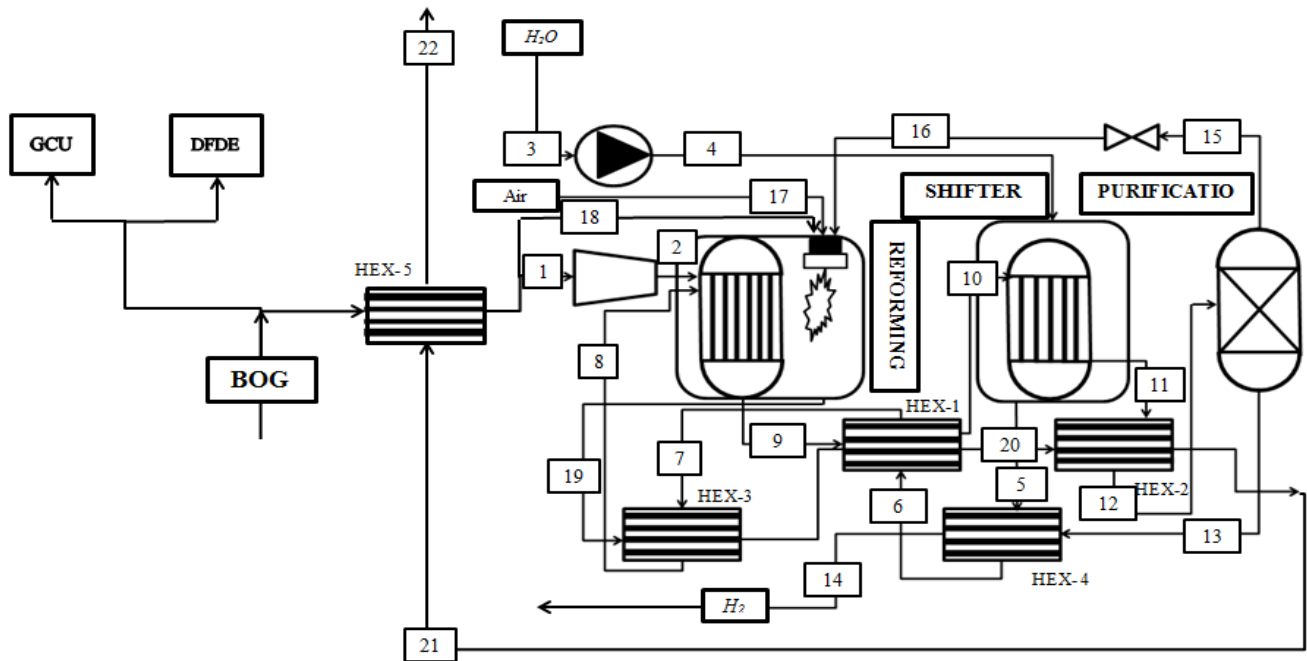 22
H₂O
GCU
DFDE
3
4
16
15
Air
17
SHIFTER
PURIFICATIO
18
HEX-5
1
2
REFORMING
10
BOG
8
11
HEX-1
9
20
7
19
HEX-3
6
5
12
HEX-2
13
14
HEX-4
H₂
21